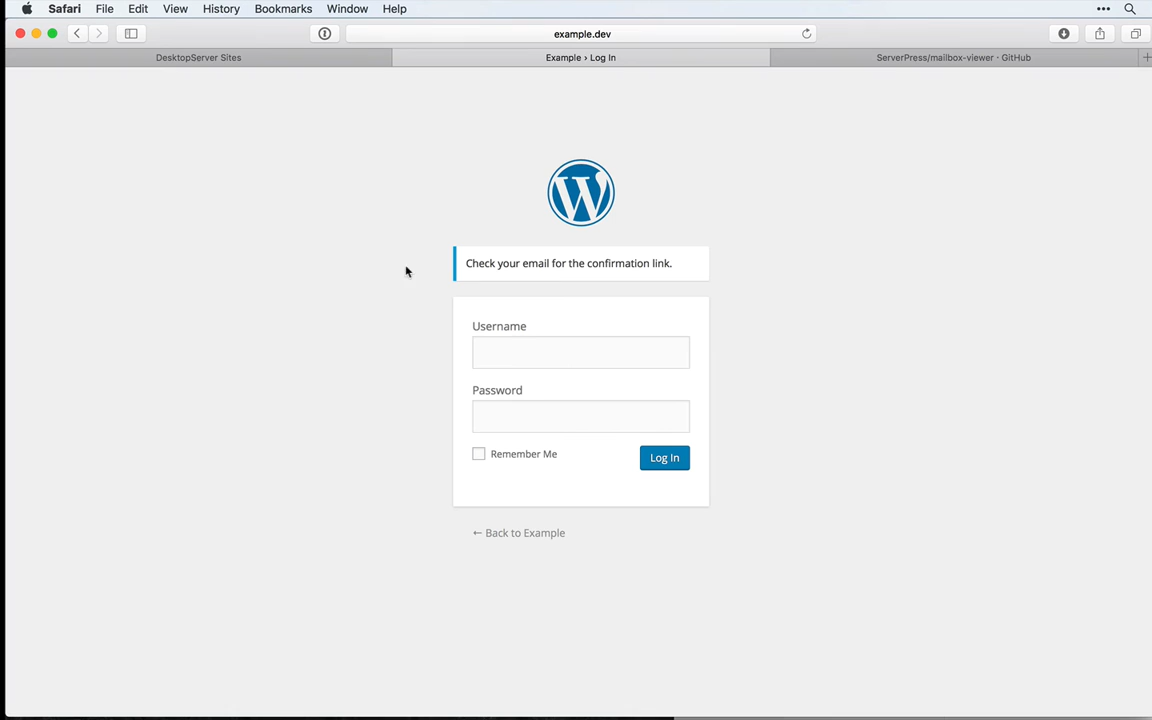 Safari File Edit View History Bookmarks Window Help
example.dev
DesktopServer Sites
Example › Log In
ServerPress/mailbox-viewer · GitHub
Check your email for the confirmation link.
Username
Password
Remember Me
Log In
← Back to Example